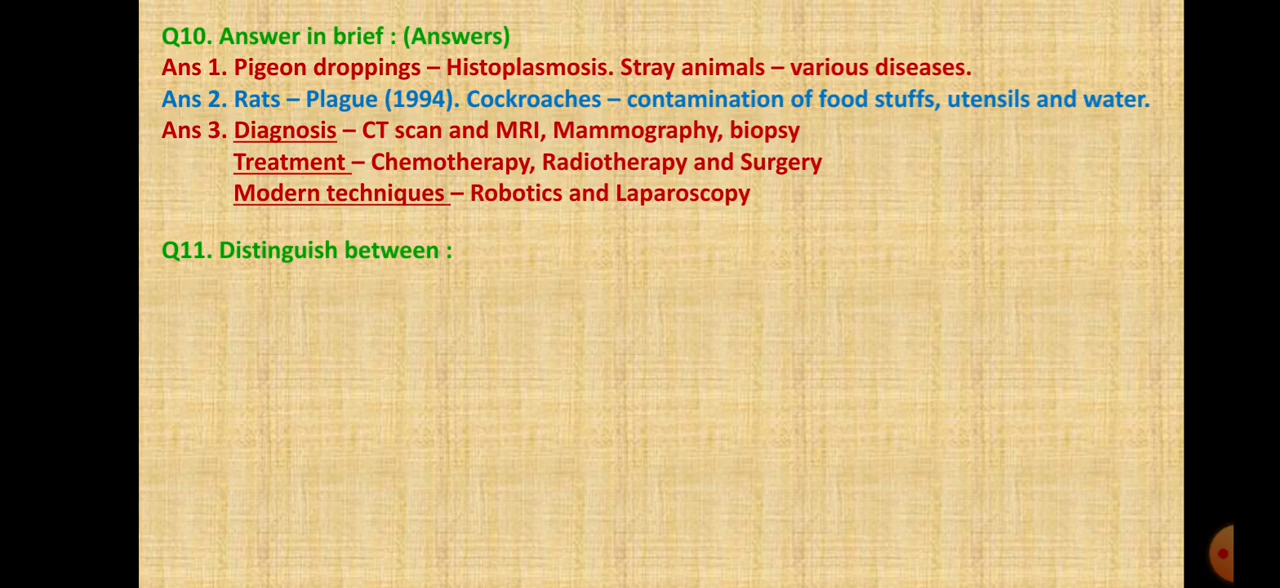 Q10. Answer in brief : (Answers)
Ans 1. Pigeon droppings – Histoplasmosis. Stray animals – various diseases.
Ans 2. Rats – Plague (1994). Cockroaches – contamination of food stuffs, utensils and water.
Ans 3. Diagnosis – CT scan and MRI, Mammography, biopsy
Treatment – Chemotherapy, Radiotherapy and Surgery
Modern techniques – Robotics and Laparoscopy
Q11. Distinguish between :